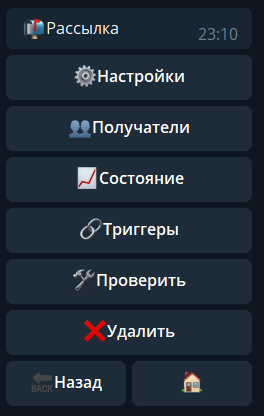 📬Рассылка 23:10
⚙️Настройки
👥Получатели
📈Состояние
🔗Триггеры
🛠Проверить
❌Удалить
🔙Назад 🏠